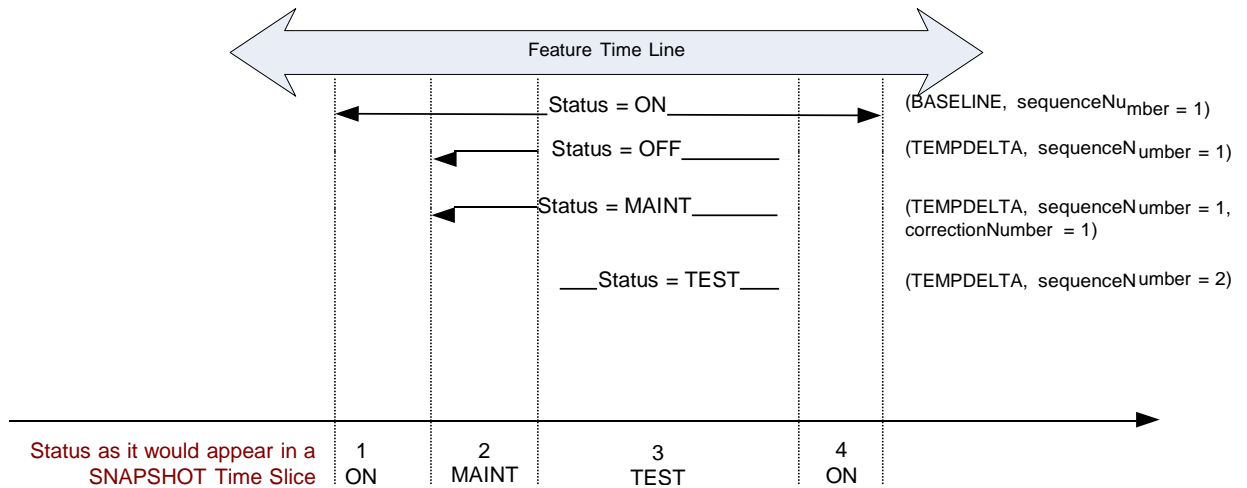 Feature Time Line
Status = ON
(BASELINE, sequenceNumber = 1)
Status = OFF
(TEMPDELTA, sequenceNumber = 1)
Status = MAINT
(TEMPDELTA, sequenceNumber = 1,
correctionNumber = 1)
Status = TEST
(TEMPDELTA, sequenceNumber = 2)
Status as it would appear in a
SNAPSHOT Time Slice
1
ON
2
MAINT
3
TEST
4
ON